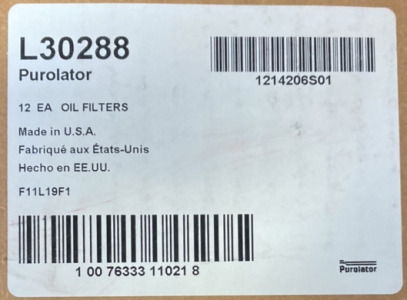 L30288
Purolator
1214206S01
12 EA OIL FILTERS
Made in U.S.A.
Fabriqué aux États-Unis
Hecho en EE.UU.
F11L19F1
1 00 76333 11021 8
Purolator